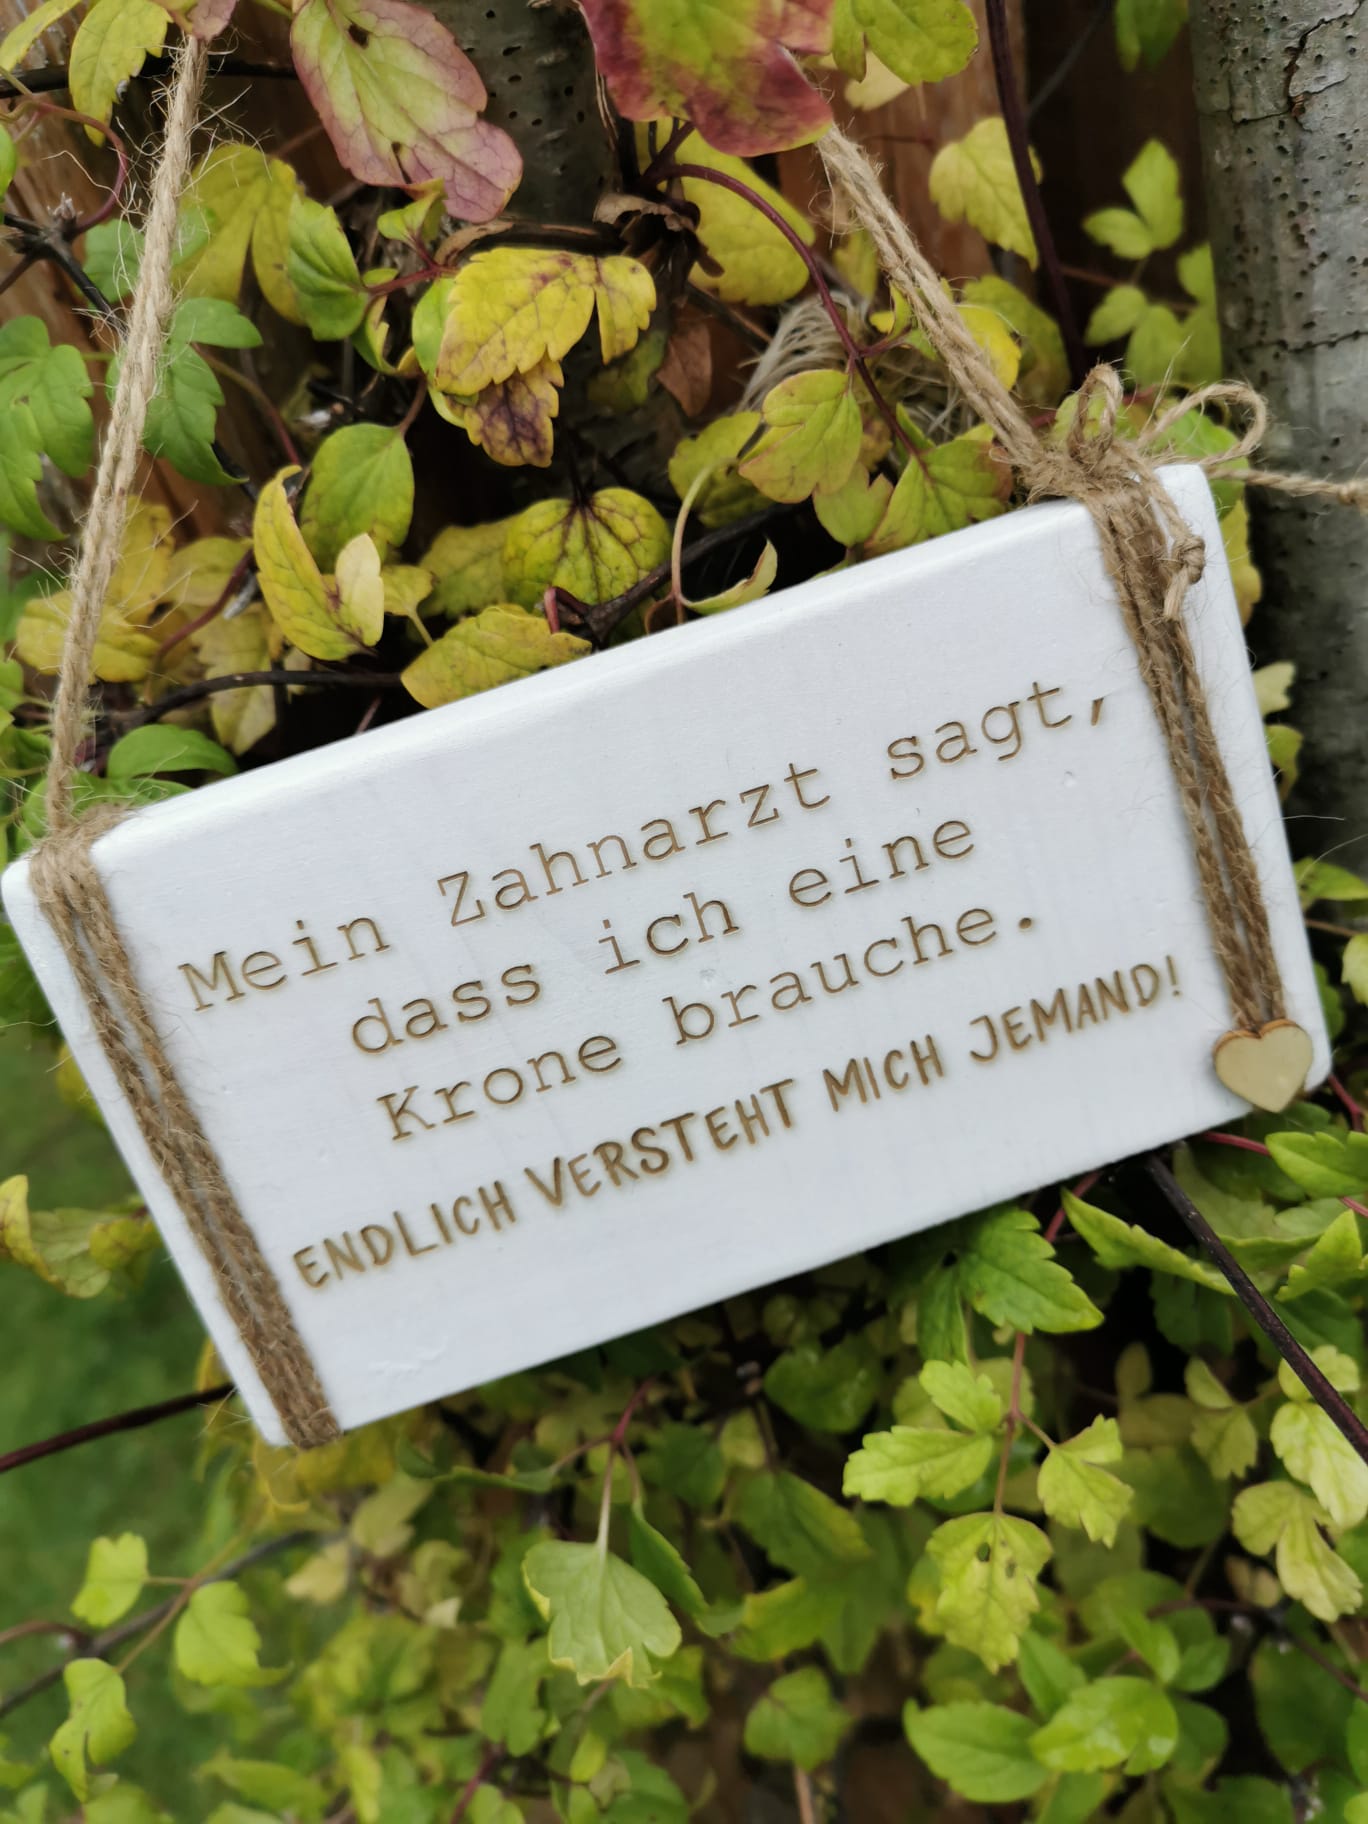 Mein Zahnarzt sagt,
dass ich eine
Krone brauche.
ENDLICH VERSTEHT MICH JEMAND!